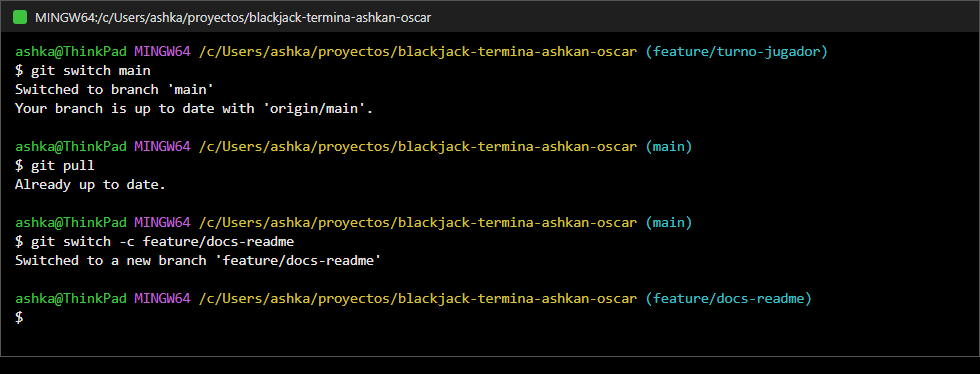 MINGW64:/c/Users/ashka/proyectos/blackjack-termina-ashkan-oscar
ashka@ThinkPad MINGW64 /c/Users/ashka/proyectos/blackjack-termina-ashkan-oscar (feature/turno-jugador)
$ git switch main
Switched to branch 'main'
Your branch is up to date with 'origin/main'.
ashka@ThinkPad MINGW64 /c/Users/ashka/proyectos/blackjack-termina-ashkan-oscar (main)
$ git pull
Already up to date.
ashka@ThinkPad MINGW64 /c/Users/ashka/proyectos/blackjack-termina-ashkan-oscar (main)
$ git switch -c feature/docs-readme
Switched to a new branch 'feature/docs-readme'
ashka@ThinkPad MINGW64 /c/Users/ashka/proyectos/blackjack-termina-ashkan-oscar (feature/docs-readme)
$